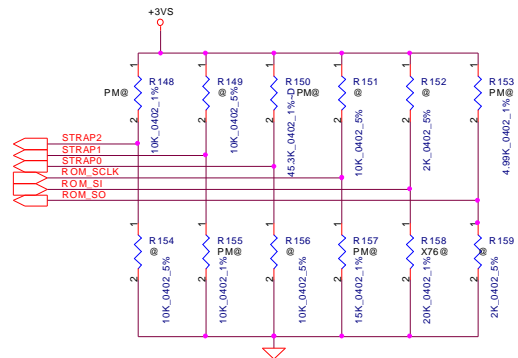 +3VS
1 1 1 1 1 1
R148 R149 R150 R151 R152 R153
PM@ @ PM@ @ @ PM@
2 2 2 2 2 2
10K_0402_1%
10K_0402_5%
45.3K_0402_1%~D
10K_0402_5%
2K_0402_5%
4.99K_0402_1%
STRAP2
STRAP1
STRAP0
ROM_SCLK
ROM_SI
ROM_SO
1 1 1 1 1 1
R154 R155 R156 R157 R158 R159
@ PM@ @ PM@ X76@ @
2 2 2 2 2 2
10K_0402_5%
10K_0402_1%
10K_0402_5%
15K_0402_1%
20K_0402_1%
2K_0402_5%